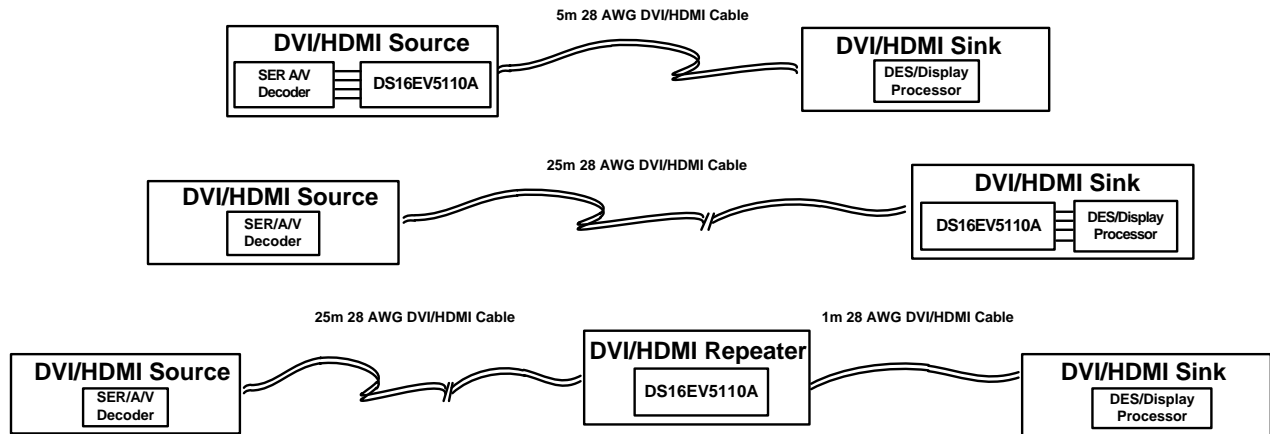 5m 28 AWG DVI/HDMI Cable
DVI/HDMI Source
SER A/V
Decoder
DS16EV5110A
DVI/HDMI Sink
DES/Display
Processor
25m 28 AWG DVI/HDMI Cable
DVI/HDMI Source
SER/A/V
Decoder
DVI/HDMI Sink
DS16EV5110A
DES/Display
Processor
25m 28 AWG DVI/HDMI Cable
1m 28 AWG DVI/HDMI Cable
DVI/HDMI Source
SER/A/V
Decoder
DVI/HDMI Repeater
DS16EV5110A
DVI/HDMI Sink
DES/Display
Processor